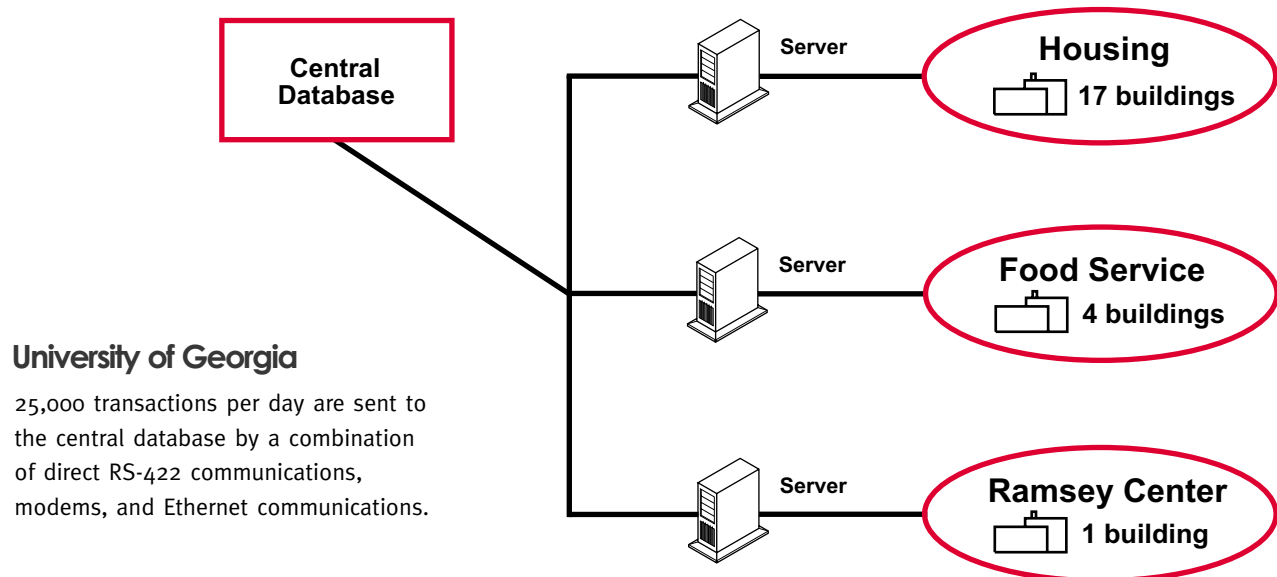 Central
Database
Server
Housing
17 buildings
Server
Food Service
4 buildings
University of Georgia
25,000 transactions per day are sent to
the central database by a combination
of direct RS-422 communications,
modems, and Ethernet communications.
Server
Ramsey Center
1 building